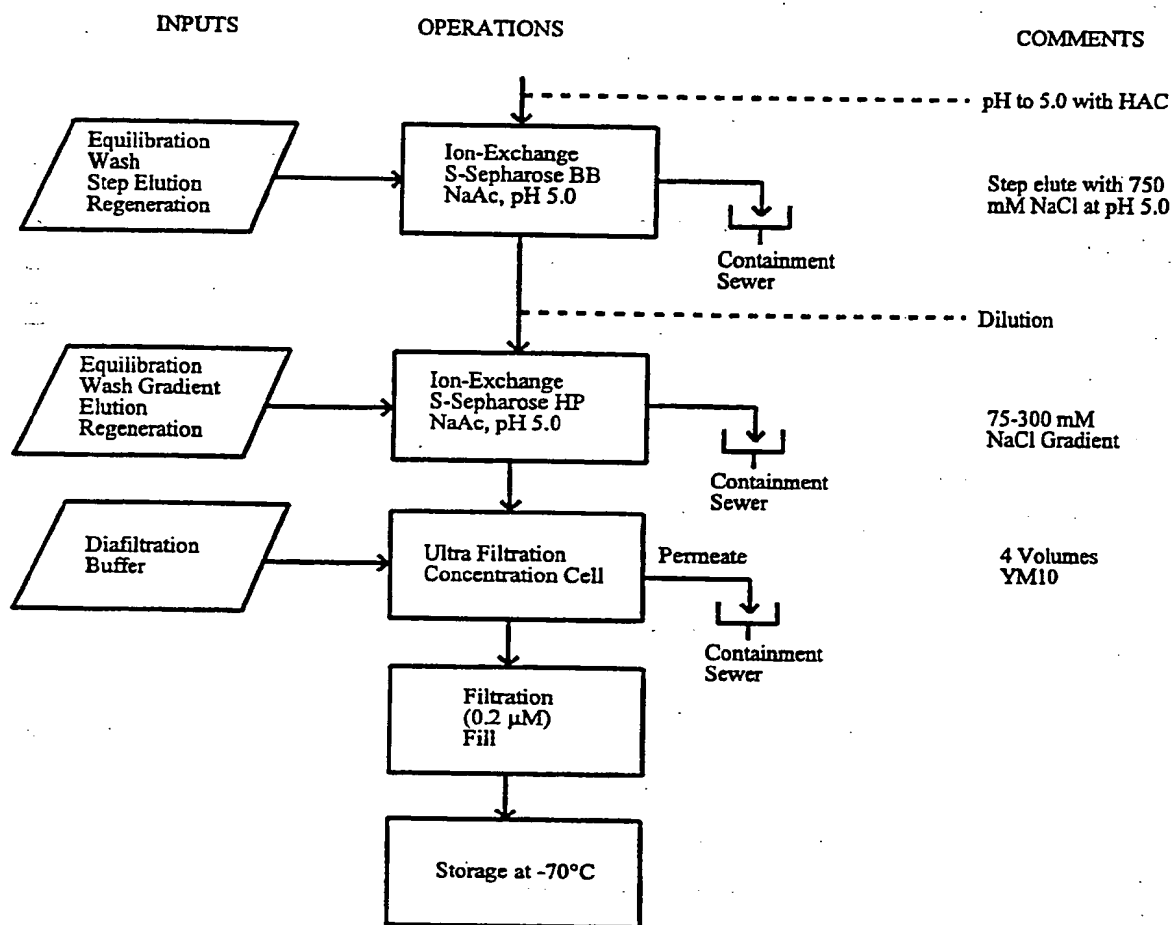 INPUTS
OPERATIONS
COMMENTS
pH to 5.0 with HAC
Equilibration
Wash
Step Elution
Regeneration
Ion-Exchange
S-Sepharose BB
NaAc, pH 5.0
Step elute with 750
mM NaCl at pH 5.0
Containment
Sewer
Dilution
Equilibration
Wash Gradient
Elution
Regeneration
Ion-Exchange
S-Sepharose HP
NaAc, pH 5.0
75-300 mM
NaCl Gradient
Containment
Sewer
Diafiltration
Buffer
Ultra Filtration
Concentration Cell
Permeate
4 Volumes
YM10
Containment
Sewer
Filtration
(0.2 μM)
Fill
Storage at -70°C